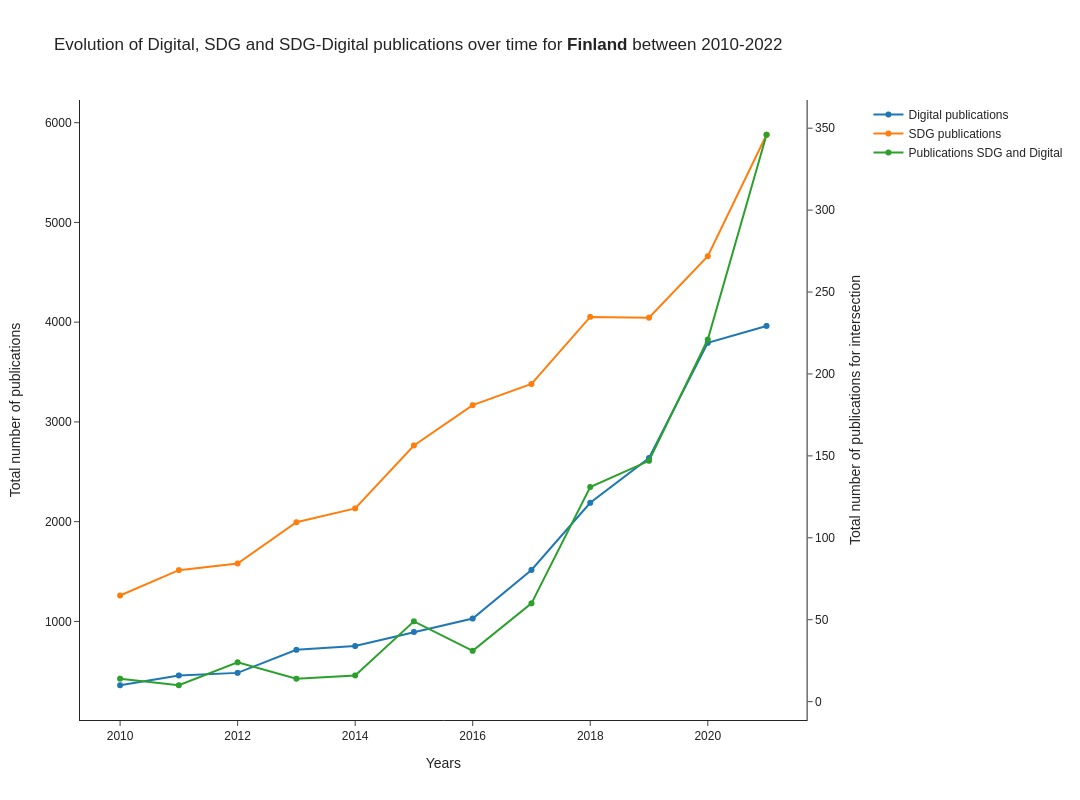 Evolution of Digital, SDG and SDG-Digital publications over time for Finland between 2010-2022
Digital publications
SDG publications
Publications SDG and Digital
Total number of publications
6000
5000
4000
3000
2000
1000
350
300
250
200
150
100
50
0
Total number of publications for intersection
2010
2012
2014
2016
2018
2020
Years